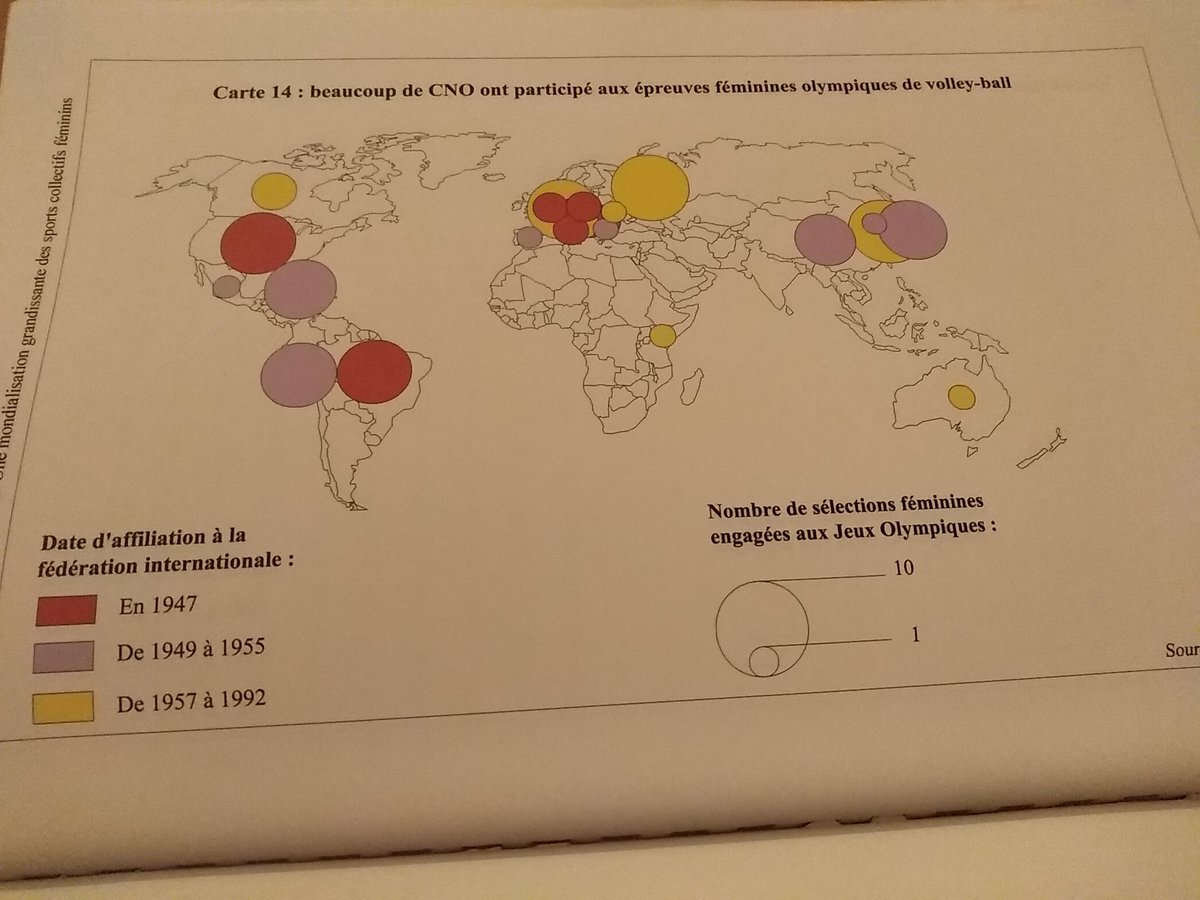 Carte 14 : beaucoup de CNO ont participé aux épreuves féminines olympiques de volley-ball
mondialisation grandissante des sports collectifs féminins
Date d'affiliation à la
fédération internationale :
En 1947
De 1949 à 1955
De 1957 à 1992
Nombre de sélections féminines
engagées aux Jeux Olympiques :
10
1